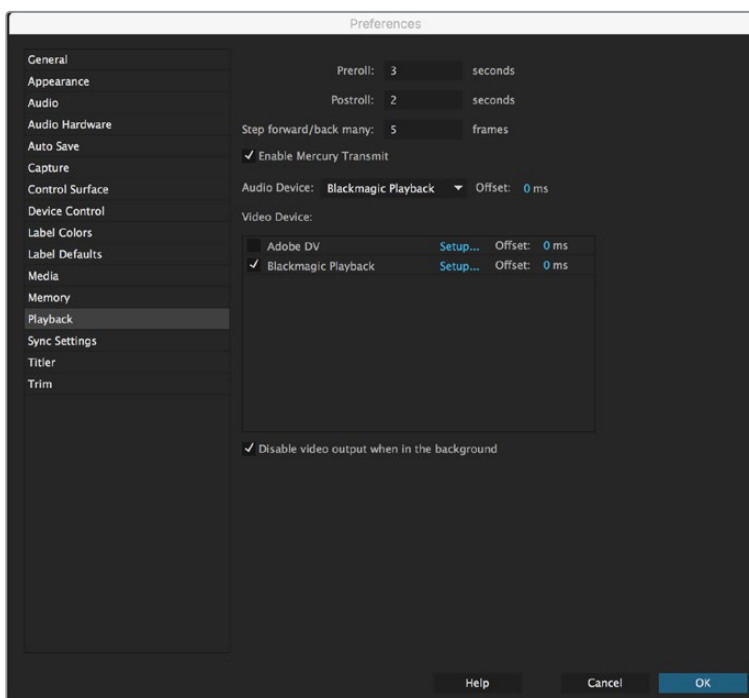 Preferences
General
Appearance
Audio
Audio Hardware
Auto Save
Capture
Control Surface
Device Control
Label Colors
Label Defaults
Media
Memory
Playback
Sync Settings
Titler
Trim
Preroll: 3 seconds
Postroll: 2 seconds
Step forward/back many: 5 frames
Enable Mercury Transmit
Audio Device: Blackmagic Playback Offset: 0 ms
Video Device:
Adobe DV Setup... Offset: 0 ms
Blackmagic Playback Setup... Offset: 0 ms
Disable video output when in the background
Help Cancel OK